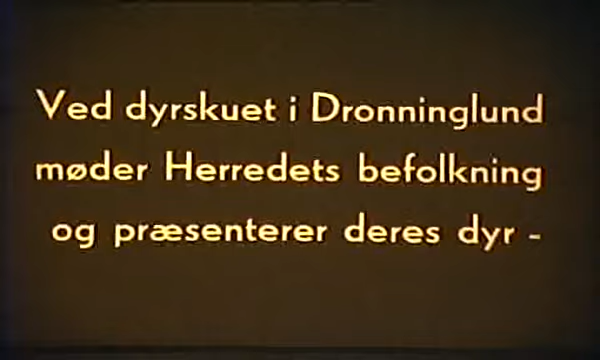 Ved dyrskuet i Dronninglund
møder Herredets befolkning
og præsenterer deres dyr -